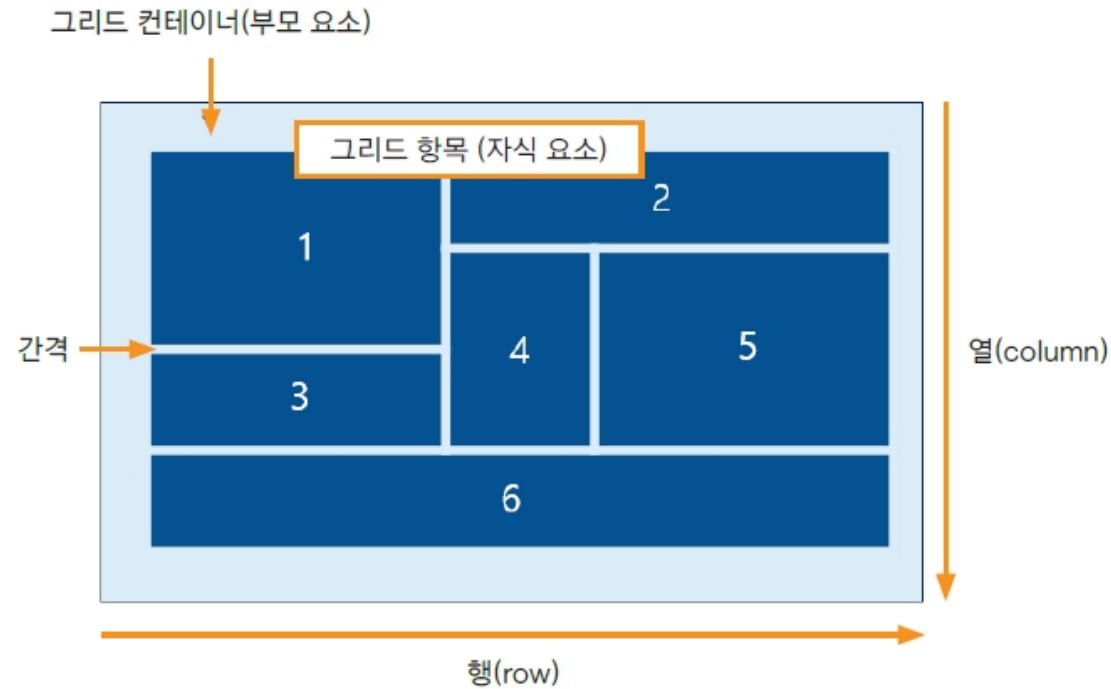 그리드 컨테이너(부모 요소)
그리드 항목 (자식 요소)
1
2
간격
3
4
5
열(column)
6
행(row)